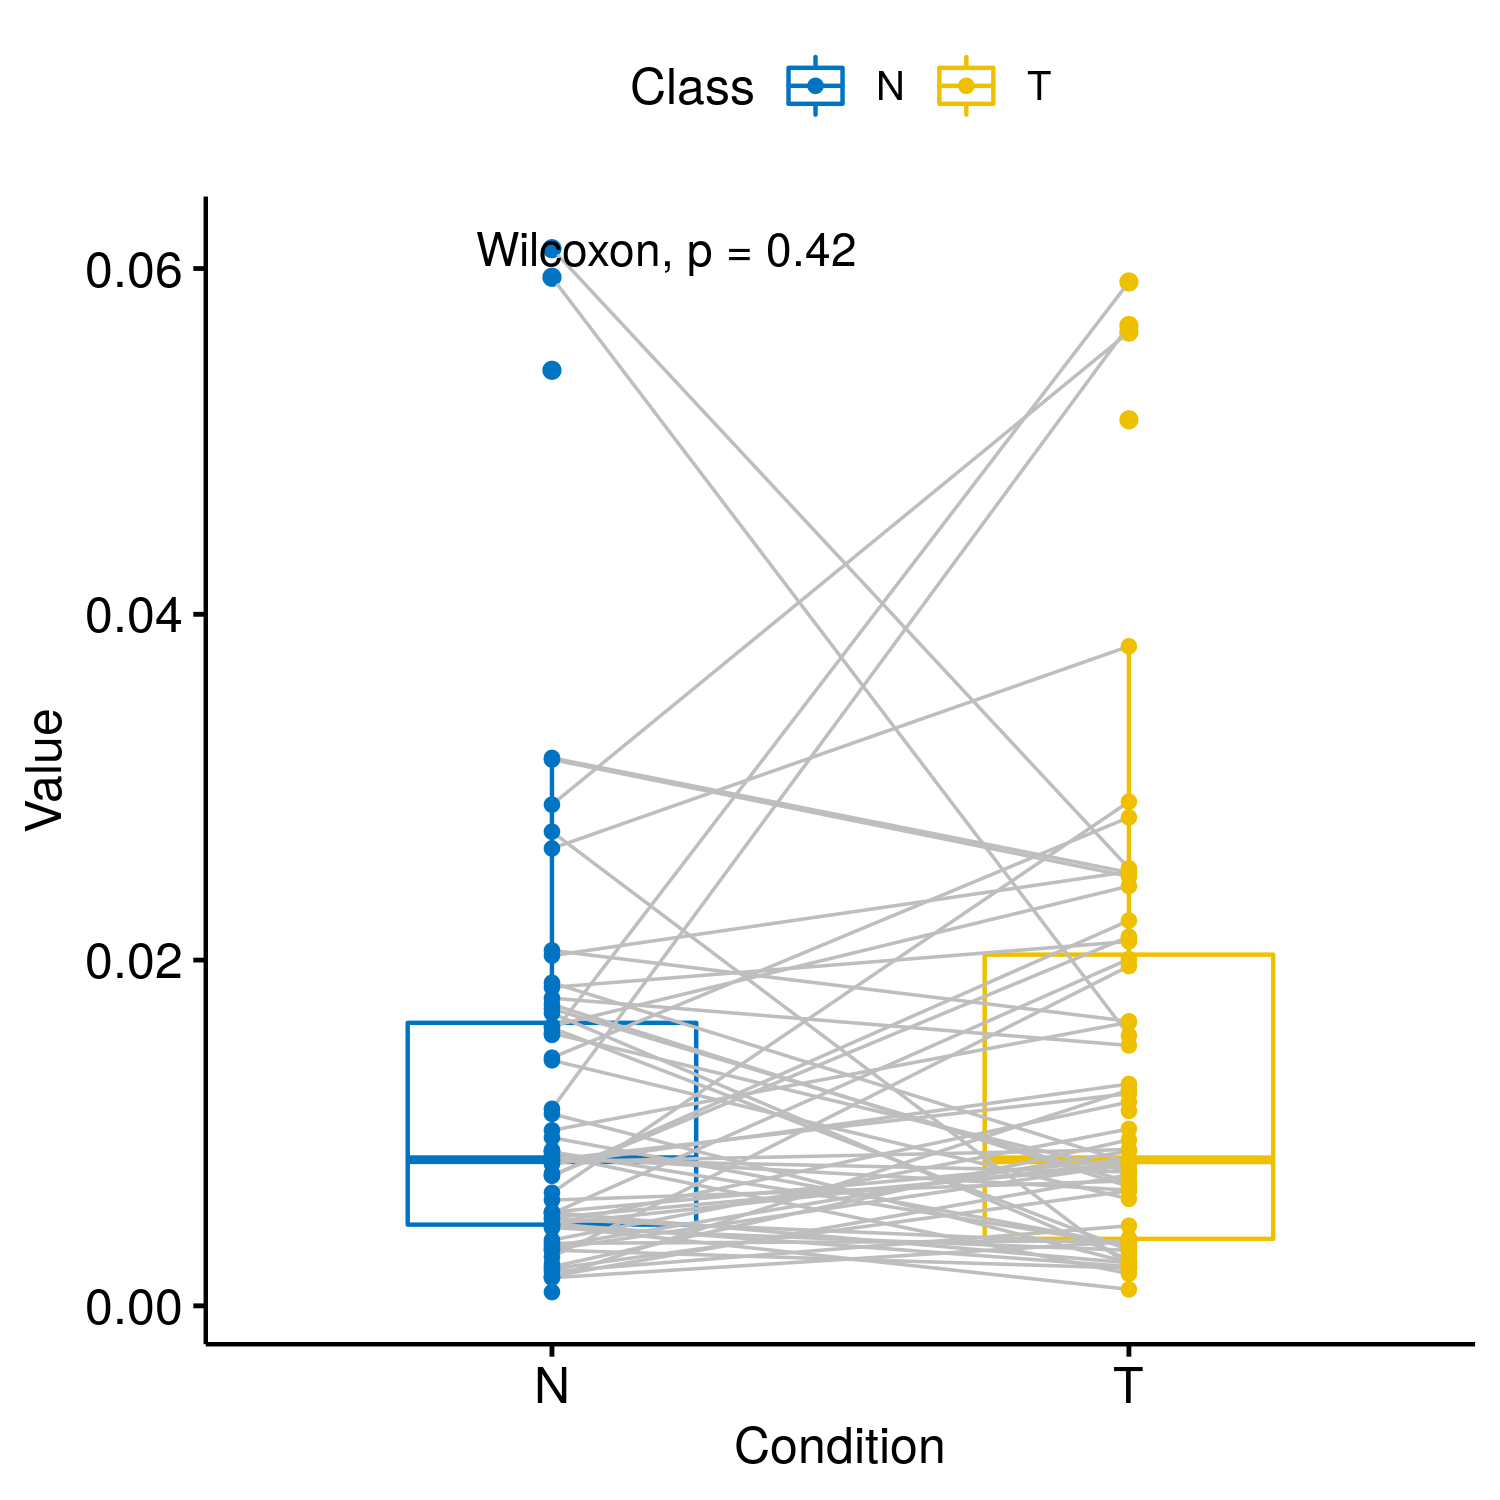 Class N T
Wilcoxon, p = 0.42
0.06
0.04
0.02
0.00
Value
N T
Condition